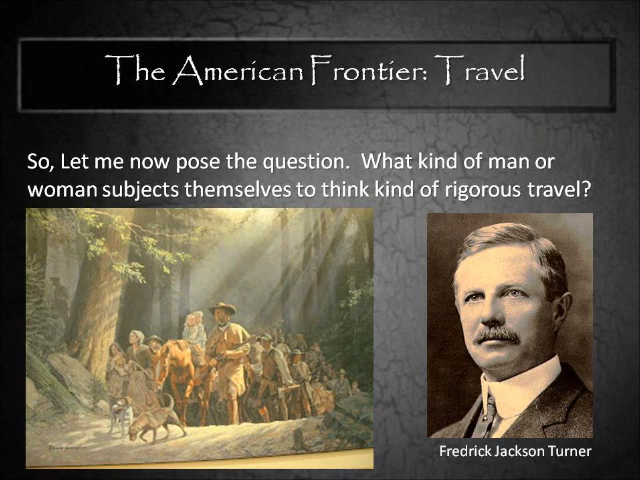 The American Frontier: Travel
So, Let me now pose the question.  What kind of man or
woman subjects themselves to think kind of rigorous travel?
Fredrick Jackson Turner